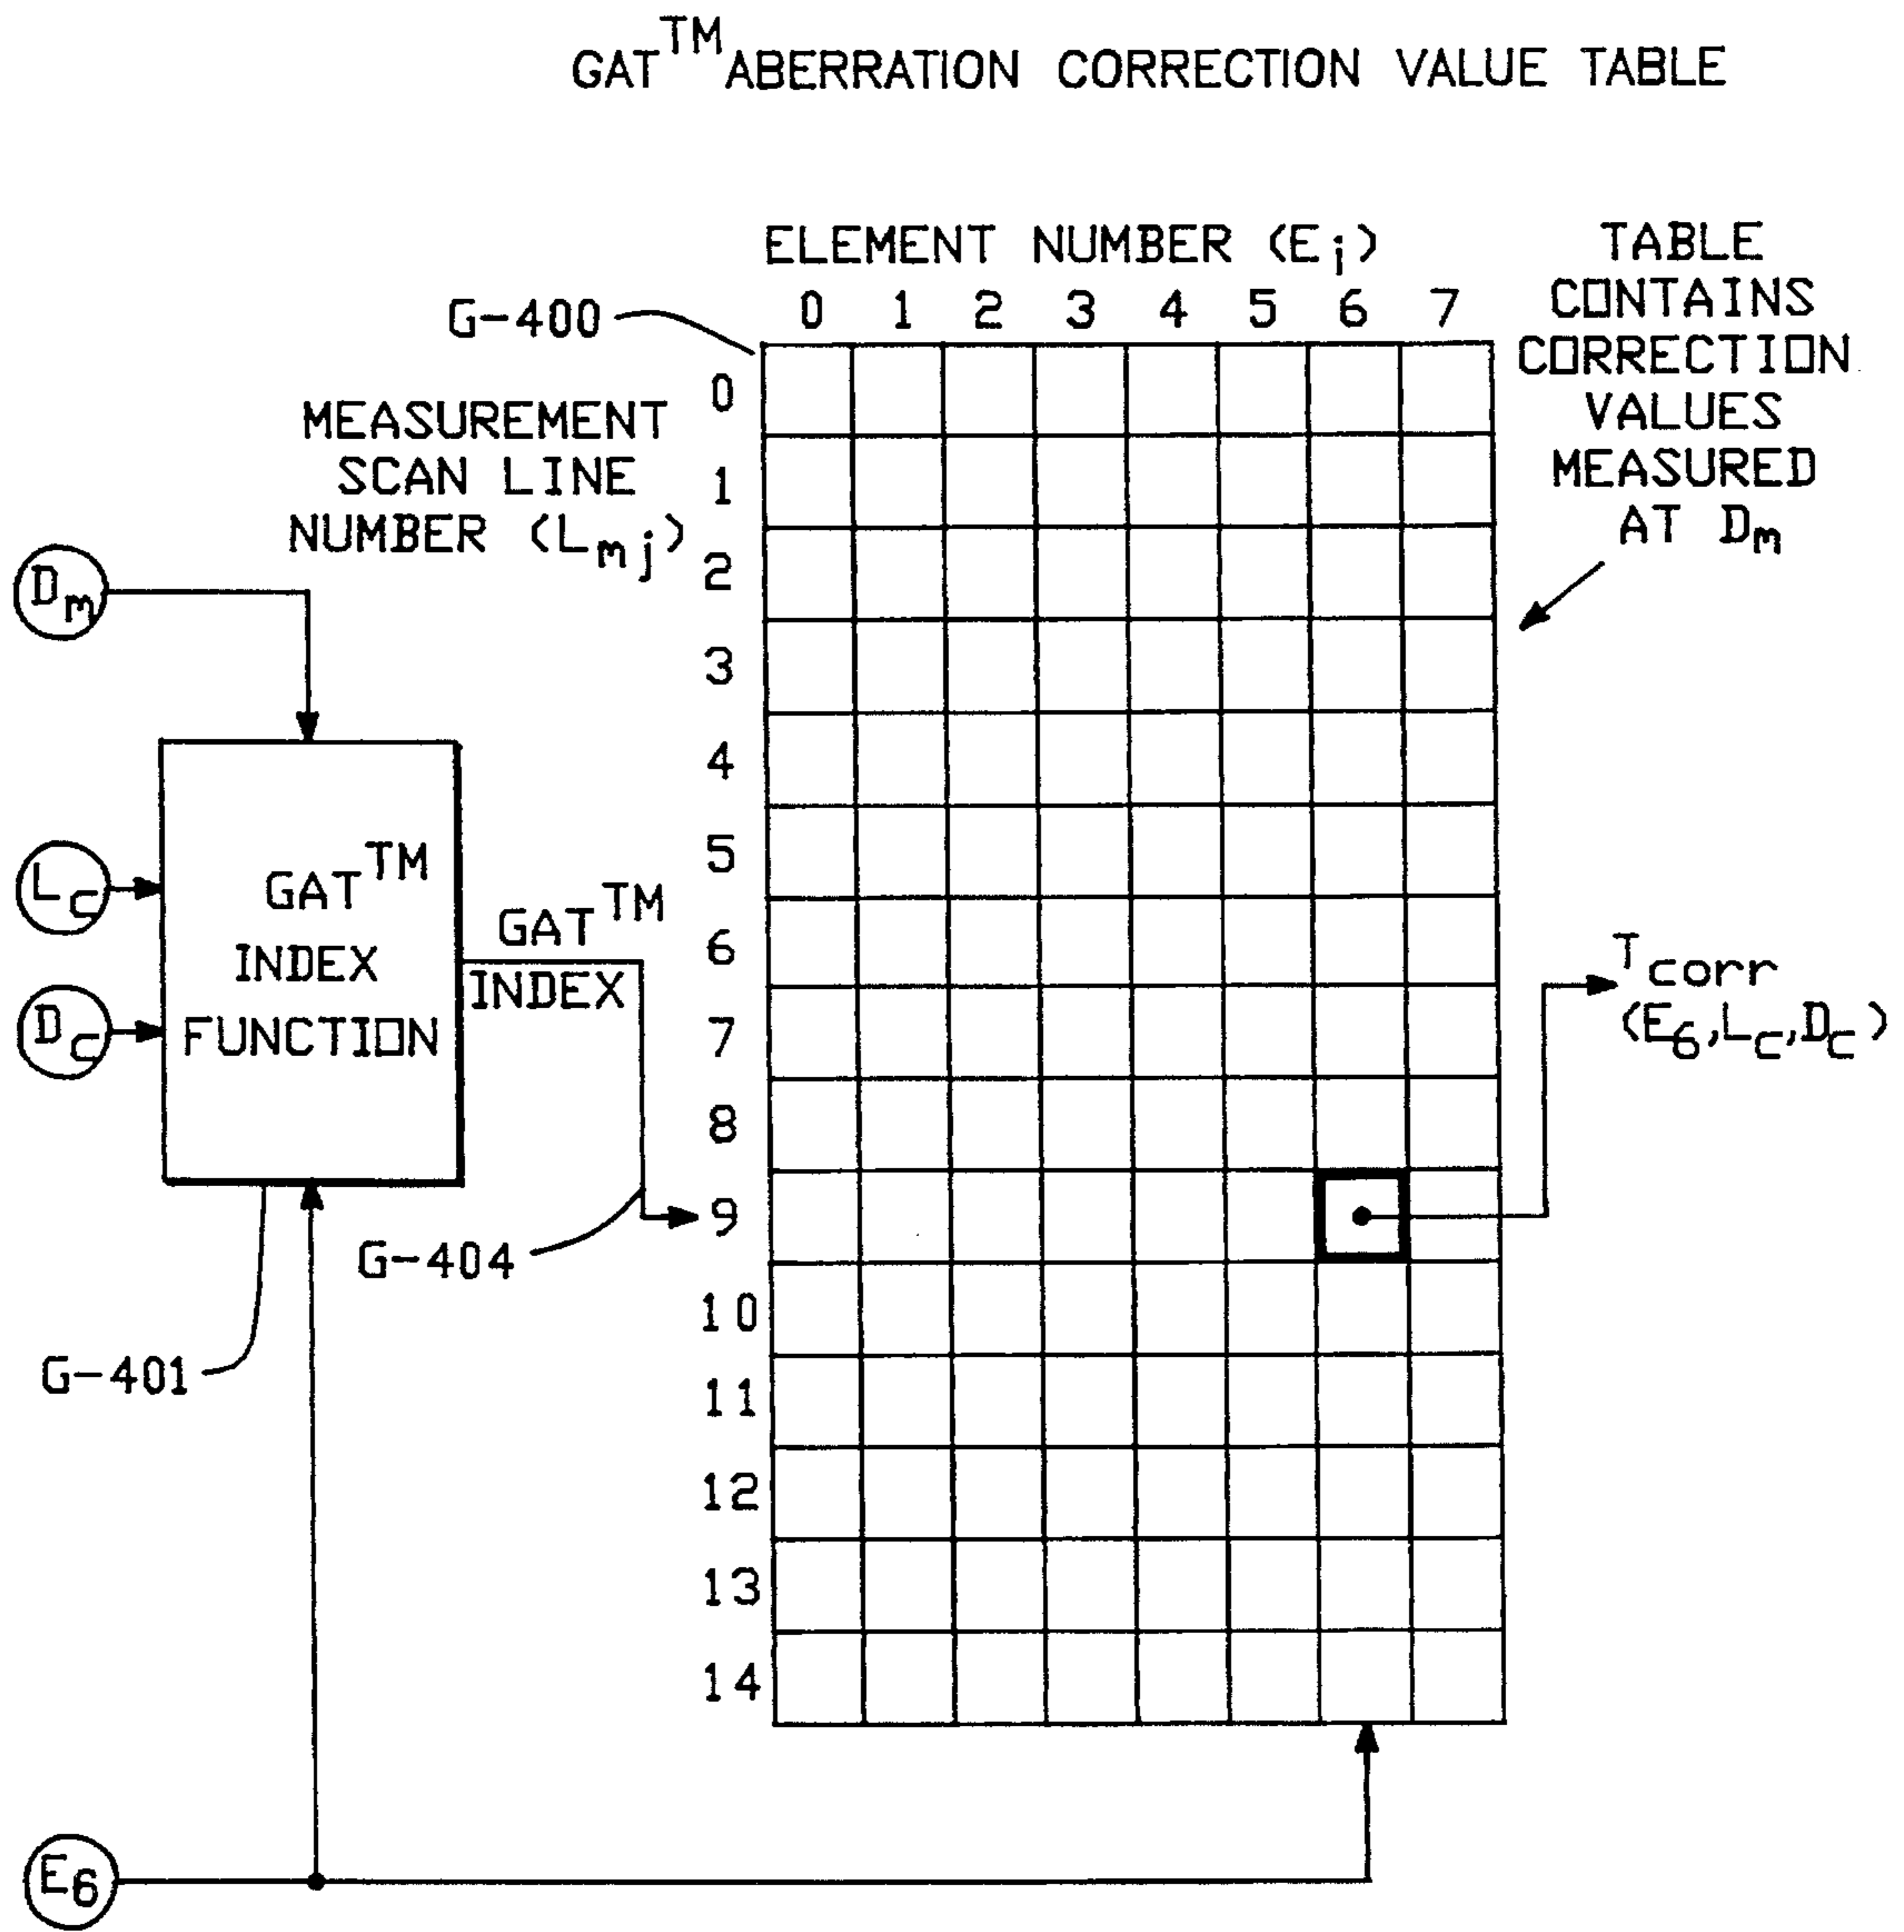 GAT™ ABERRATION CORRECTION VALUE TABLE
ELEMENT NUMBER (Ei)
0 1 2 3 4 5 6 7
G-400
TABLE
CONTAINS
CORRECTION
VALUES
MEASURED
AT Dm
MEASUREMENT
SCAN LINE
NUMBER (Lmj)
0
1
2
3
4
5
6
7
8
9
10
11
12
13
14
Dm
Lc
Dc
GAT™
INDEX
FUNCTION
GAT™
INDEX
Tcorr
(E6,Lc,Dc)
G-404
G-401
E6